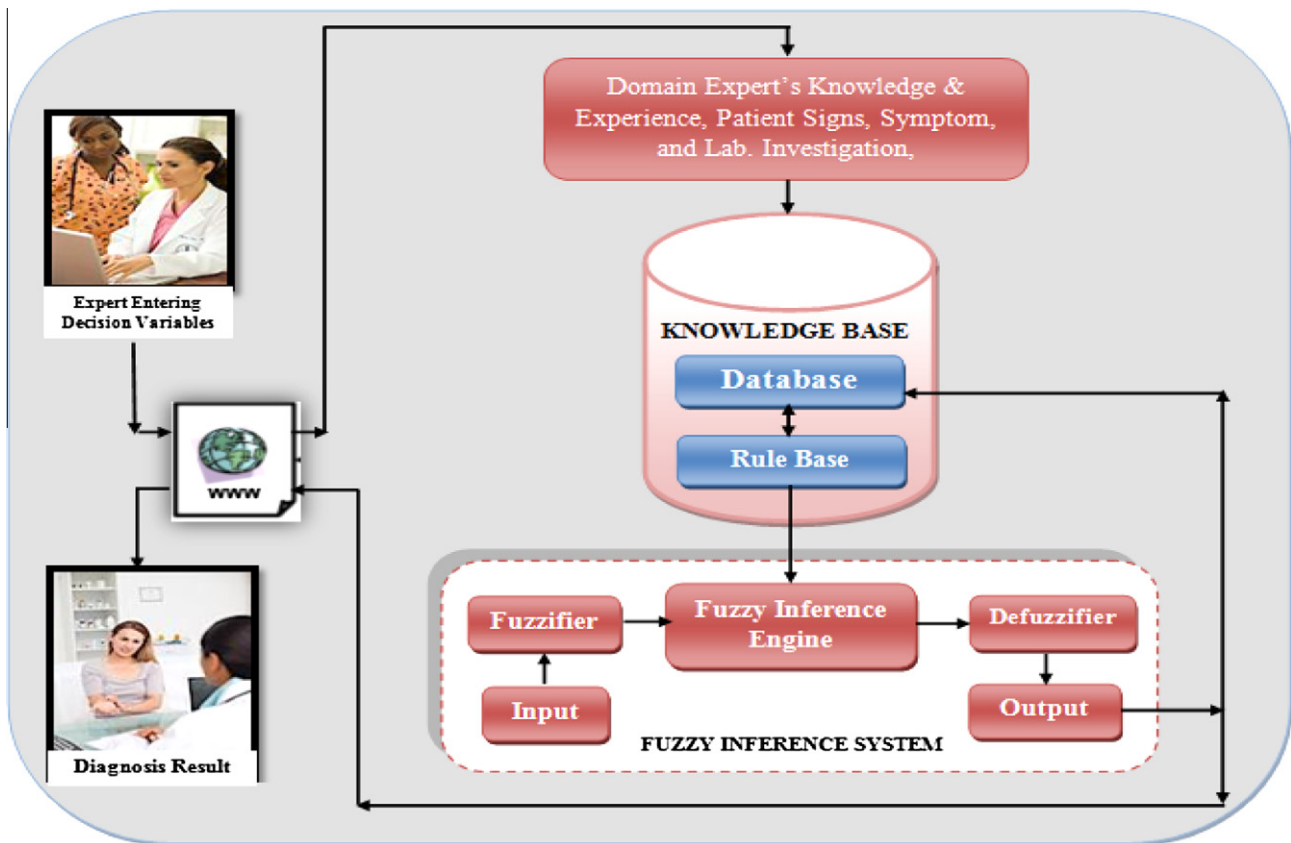 Domain Expert's Knowledge &
Experience, Patient Signs, Symptom,
and Lab. Investigation,
Expert Entering
Decision Variables
www
Diagnosis Result
KNOWLEDGE BASE
Database
Rule Base
Fuzzifier
Fuzzy Inference
Engine
Defuzzifier
Input
Output
FUZZY INFERENCE SYSTEM